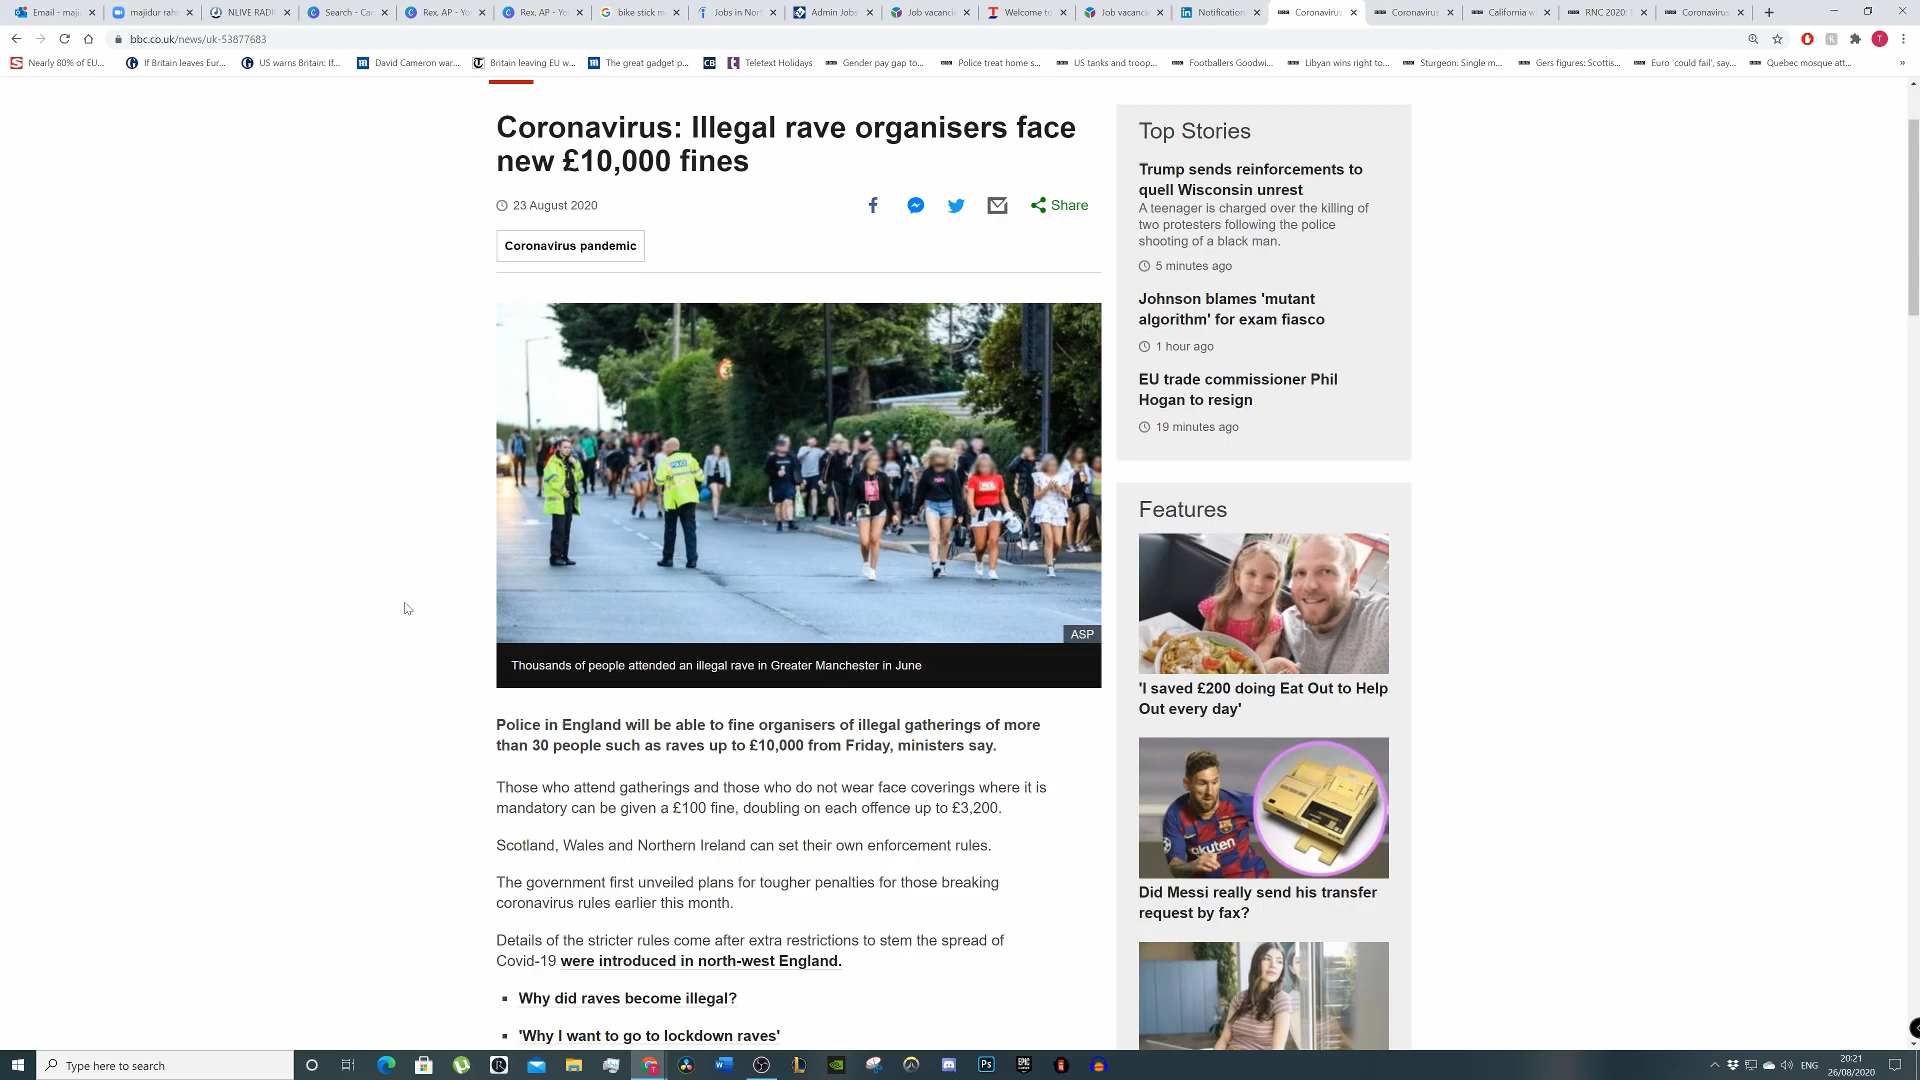 Email - maji
majidur rah
NLIVE RADI
Search - Ca
Rex, AP - Yo
Rex, AP - Yo
bike stick m
Jobs in Nor
Admin Jobs
Job vacanci
Welcome to
Job vacanci
Notification
Coronavirus
Coronavirus
California w
RNC 2020:
Coronavirus
bbc.co.uk/news/uk-53877683
T
Nearly 80% of EU...
If Britain leaves Eur...
US warns Britain: If...
David Cameron war...
Britain leaving EU w...
The great gadget p...
CB
Teletext Holidays
Gender pay gap to...
Police treat home s...
US tanks and troop...
Footballers Goodwi...
Libyan wins right to...
Sturgeon: Single m...
Gers figures: Scottis...
Euro 'could fail', say...
Quebec mosque att...
Coronavirus: Illegal rave organisers face
new £10,000 fines
23 August 2020
Share
Coronavirus pandemic
POLICE
ASP
Thousands of people attended an illegal rave in Greater Manchester in June
Police in England will be able to fine organisers of illegal gatherings of more
than 30 people such as raves up to £10,000 from Friday, ministers say.
Those who attend gatherings and those who do not wear face coverings where it is
mandatory can be given a £100 fine, doubling on each offence up to £3,200.
Scotland, Wales and Northern Ireland can set their own enforcement rules.
The government first unveiled plans for tougher penalties for those breaking
coronavirus rules earlier this month.
Details of the stricter rules come after extra restrictions to stem the spread of
Covid-19 were introduced in north-west England.
Why did raves become illegal?
'Why I want to go to lockdown raves'
Top Stories
Trump sends reinforcements to
quell Wisconsin unrest
A teenager is charged over the killing of
two protesters following the police
shooting of a black man.
5 minutes ago
Johnson blames 'mutant
algorithm' for exam fiasco
1 hour ago
EU trade commissioner Phil
Hogan to resign
19 minutes ago
Features
'I saved £200 doing Eat Out to Help
Out every day'
Rakuten
Did Messi really send his transfer
request by fax?
Type here to search
Ps
ENG
20:21
26/08/2020